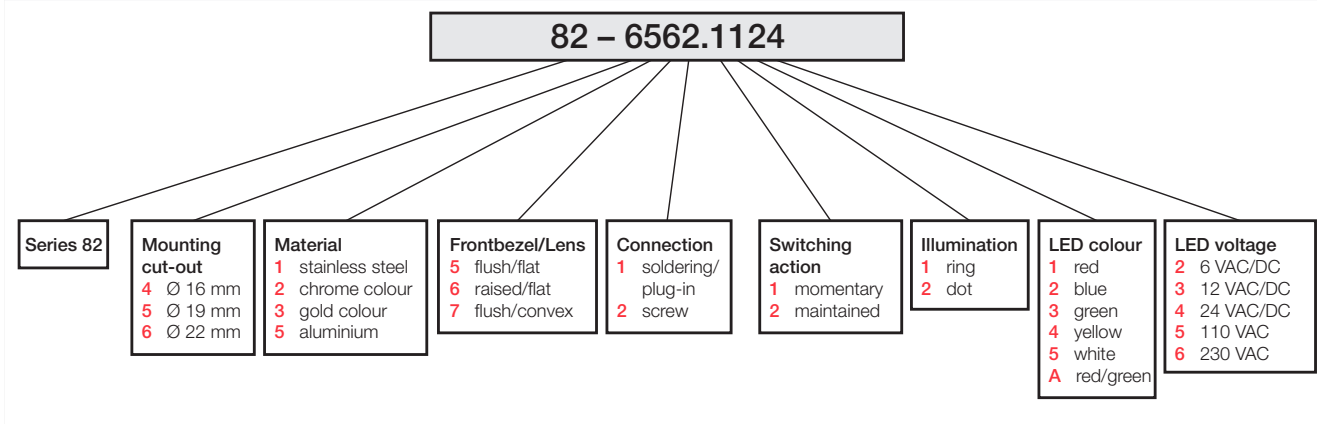 82 – 6562.1124
Series 82
Mounting
cut-out
4 Ø 16 mm
5 Ø 19 mm
6 Ø 22 mm
Material
1 stainless steel
2 chrome colour
3 gold colour
5 aluminium
Frontbezel/Lens
5 flush/flat
6 raised/flat
7 flush/convex
Connection
1 soldering/
plug-in
2 screw
Switching
action
1 momentary
2 maintained
Illumination
1 ring
2 dot
LED colour
1 red
2 blue
3 green
4 yellow
5 white
A red/green
LED voltage
2 6 VAC/DC
3 12 VAC/DC
4 24 VAC/DC
5 110 VAC
6 230 VAC